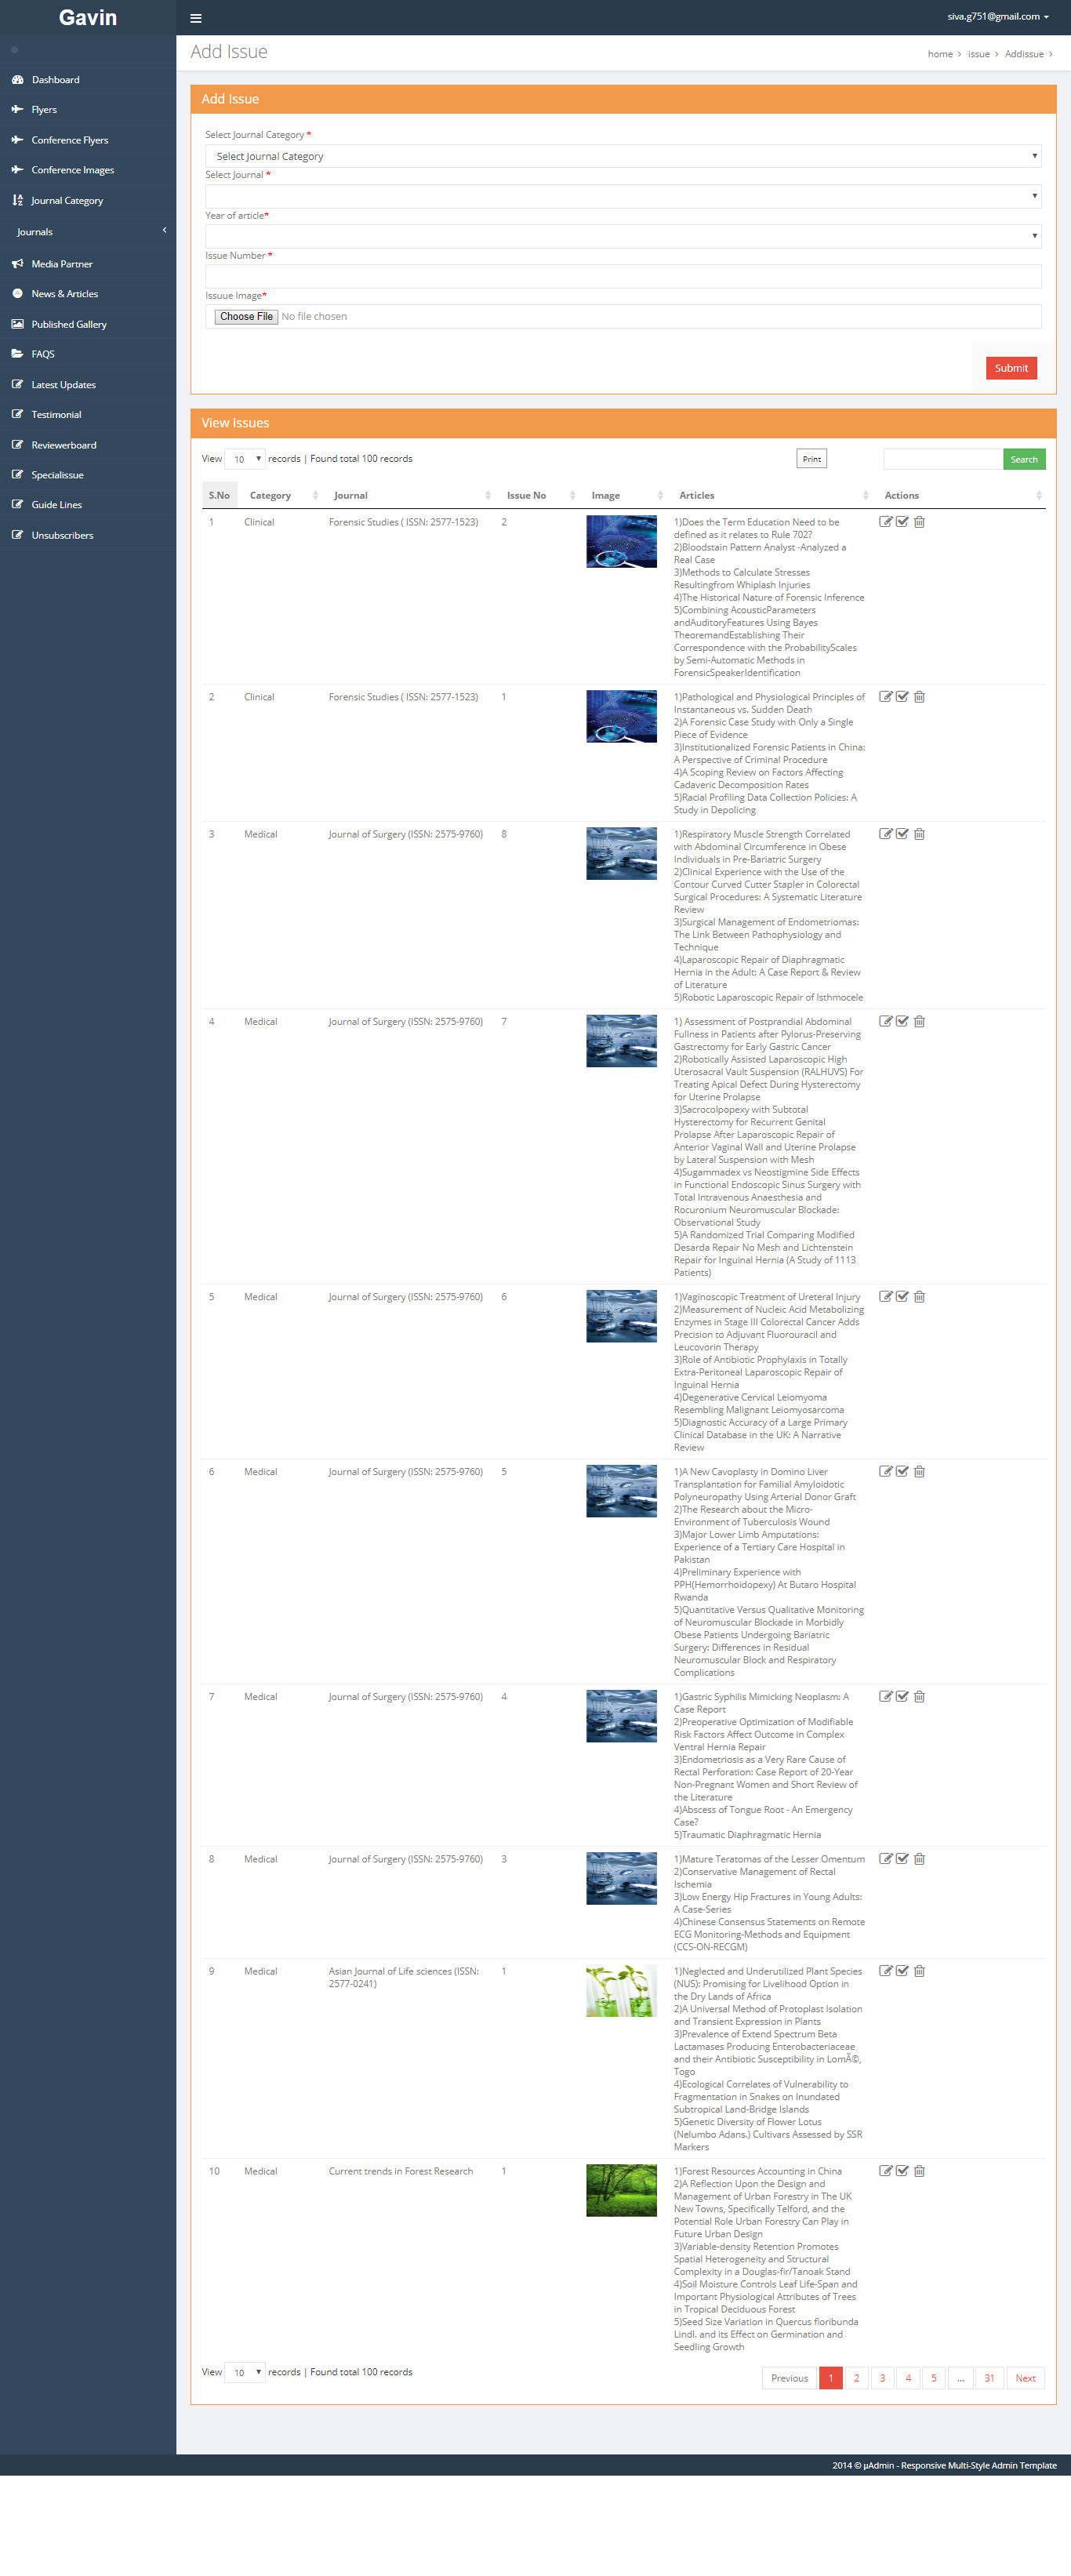 Gavin
siva.g751@gmail.com
Add Issue
home > issue > Addissue >
Dashboard
Flyers
Conference Flyers
Conference Images
Journal Category
Journals
Media Partner
News & Articles
Published Gallery
FAQS
Latest Updates
Testimonial
Reviewerboard
Specialissue
Guide Lines
Unsubscribers
Add Issue
Select Journal Category *
Select Journal Category
Select Journal *
Year of article*
Issue Number *
Issuue Image*
Choose File No file chosen
Submit
View Issues
View 10 records | Found total 100 records
Print
Search
S.No Category Journal Issue No Image Articles Actions
1 Clinical Forensic Studies ( ISSN: 2577-1523) 2
1)Does the Term Education Need to be
defined as it relates to Rule 702?
2)Bloodstain Pattern Analyst -Analyzed a
Real Case
3)Methods to Calculate Stresses
Resultingfrom Whiplash Injuries
4)The Historical Nature of Forensic Inference
5)Combining AcousticParameters
andAuditoryFeatures Using Bayes
TheoremandEstablishing Their
Correspondence with the ProbabilityScales
by Semi-Automatic Methods in
ForensicSpeakerIdentification
2 Clinical Forensic Studies ( ISSN: 2577-1523) 1
1)Pathological and Physiological Principles of
Instantaneous vs. Sudden Death
2)A Forensic Case Study with Only a Single
Piece of Evidence
3)Institutionalized Forensic Patients in China:
A Perspective of Criminal Procedure
4)A Scoping Review on Factors Affecting
Cadaveric Decomposition Rates
5)Racial Profiling Data Collection Policies: A
Study in Depolicing
3 Medical Journal of Surgery (ISSN: 2575-9760) 8
1)Respiratory Muscle Strength Correlated
with Abdominal Circumference in Obese
Individuals in Pre-Bariatric Surgery
2)Clinical Experience with the Use of the
Contour Curved Cutter Stapler in Colorectal
Surgical Procedures: A Systematic Literature
Review
3)Surgical Management of Endometriomas:
The Link Between Pathophysiology and
Technique
4)Laparoscopic Repair of Diaphragmatic
Hernia in the Adult: A Case Report & Review
of Literature
5)Robotic Laparoscopic Repair of Isthmocele
4 Medical Journal of Surgery (ISSN: 2575-9760) 7
1) Assessment of Postprandial Abdominal
Fullness in Patients after Pylorus-Preserving
Gastrectomy for Early Gastric Cancer
2)Robotically Assisted Laparoscopic High
Uterosacral Vault Suspension (RALHUVS) For
Treating Apical Defect During Hysterectomy
for Uterine Prolapse
3)Sacrocolpopexy with Subtotal
Hysterectomy for Recurrent Genital
Prolapse After Laparoscopic Repair of
Anterior Vaginal Wall and Uterine Prolapse
by Lateral Suspension with Mesh
4)Sugammadex vs Neostigmine Side Effects
in Functional Endoscopic Sinus Surgery with
Total Intravenous Anaesthesia and
Rocuronium Neuromuscular Blockade:
Observational Study
5)A Randomized Trial Comparing Modified
Desarda Repair No Mesh and Lichtenstein
Repair for Inguinal Hernia (A Study of 1113
Patients)
5 Medical Journal of Surgery (ISSN: 2575-9760) 6
1)Vaginoscopic Treatment of Ureteral Injury
2)Measurement of Nucleic Acid Metabolizing
Enzymes in Stage III Colorectal Cancer Adds
Precision to Adjuvant Fluorouracil and
Leucovorin Therapy
3)Role of Antibiotic Prophylaxis in Totally
Extra-Peritoneal Laparoscopic Repair of
Inguinal Hernia
4)Degenerative Cervical Leiomyoma
Resembling Malignant Leiomyosarcoma
5)Diagnostic Accuracy of a Large Primary
Clinical Database in the UK: A Narrative
Review
6 Medical Journal of Surgery (ISSN: 2575-9760) 5
1)A New Cavoplasty in Domino Liver
Transplantation for Familial Amyloidotic
Polyneuropathy Using Arterial Donor Graft
2)The Research about the Micro-
Environment of Tuberculosis Wound
3)Major Lower Limb Amputations:
Experience of a Tertiary Care Hospital in
Pakistan
4)Preliminary Experience with
PPH(Hemorrhoidopexy) At Butaro Hospital
Rwanda
5)Quantitative Versus Qualitative Monitoring
of Neuromuscular Blockade in Morbidly
Obese Patients Undergoing Bariatric
Surgery: Differences in Residual
Neuromuscular Block and Respiratory
Complications
7 Medical Journal of Surgery (ISSN: 2575-9760) 4
1)Gastric Syphilis Mimicking Neoplasm: A
Case Report
2)Preoperative Optimization of Modifiable
Risk Factors Affect Outcome in Complex
Ventral Hernia Repair
3)Endometriosis as a Very Rare Cause of
Rectal Perforation: Case Report of 20-Year
Non-Pregnant Women and Short Review of
the Literature
4)Abscess of Tongue Root - An Emergency
Case?
5)Traumatic Diaphragmatic Hernia
8 Medical Journal of Surgery (ISSN: 2575-9760) 3
1)Mature Teratomas of the Lesser Omentum
2)Conservative Management of Rectal
Ischemia
3)Low Energy Hip Fractures in Young Adults:
A Case-Series
4)Chinese Consensus Statements on Remote
ECG Monitoring-Methods and Equipment
(CCS-ON-RECGM)
9 Medical Asian Journal of Life sciences (ISSN:
2577-0241) 1
1)Neglected and Underutilized Plant Species
(NUS): Promising for Livelihood Option in
the Dry Lands of Africa
2)A Universal Method of Protoplast Isolation
and Transient Expression in Plants
3)Prevalence of Extend Spectrum Beta
Lactamases Producing Enterobacteriaceae
and their Antibiotic Susceptibility in LomÃ©,
Togo
4)Ecological Correlates of Vulnerability to
Fragmentation in Snakes on Inundated
Subtropical Land-Bridge Islands
5)Genetic Diversity of Flower Lotus
(Nelumbo Adans.) Cultivars Assessed by SSR
Markers
10 Medical Current trends in Forest Research 1
1)Forest Resources Accounting in China
2)A Reflection Upon the Design and
Management of Urban Forestry in The UK
New Towns, Specifically Telford, and the
Potential Role Urban Forestry Can Play in
Future Urban Design
3)Variable-density Retention Promotes
Spatial Heterogeneity and Structural
Complexity in a Douglas-fir/Tanoak Stand
4)Soil Moisture Controls Leaf Life-Span and
Important Physiological Attributes of Trees
in Tropical Deciduous Forest
5)Seed Size Variation in Quercus floribunda
Lindl. and its Effect on Germination and
Seedling Growth
View 10 records | Found total 100 records
Previous 1 2 3 4 5 ... 31 Next
2014 © µAdmin - Responsive Multi-Style Admin Template